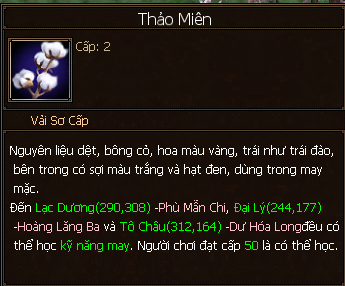 Thảo Miên
Cấp: 2
Vải Sơ Cấp
Nguyên liệu dệt, bông cỏ, hoa màu vàng, trái như trái đào,
bên trong có sợi màu trắng và hạt đen, dùng trong may
mặc.
Đến Lạc Dương(290,308) -Phù Mẫn Chi, Đại Lý(244,177)
-Hoàng Lăng Ba và Tô Châu(312,164) -Dư Hóa Longđều có
thể học kỹ năng may. Người chơi đạt cấp 50 là có thể học.